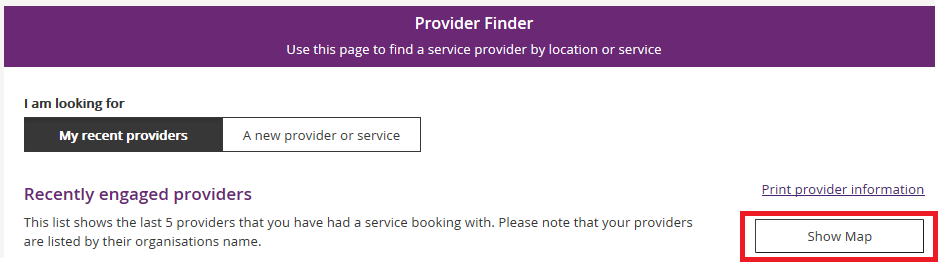 Provider Finder
Use this page to find a service provider by location or service
I am looking for
My recent providers
A new provider or service
Recently engaged providers
Print provider information
This list shows the last 5 providers that you have had a service booking with. Please note that your providers
are listed by their organisations name.
Show Map